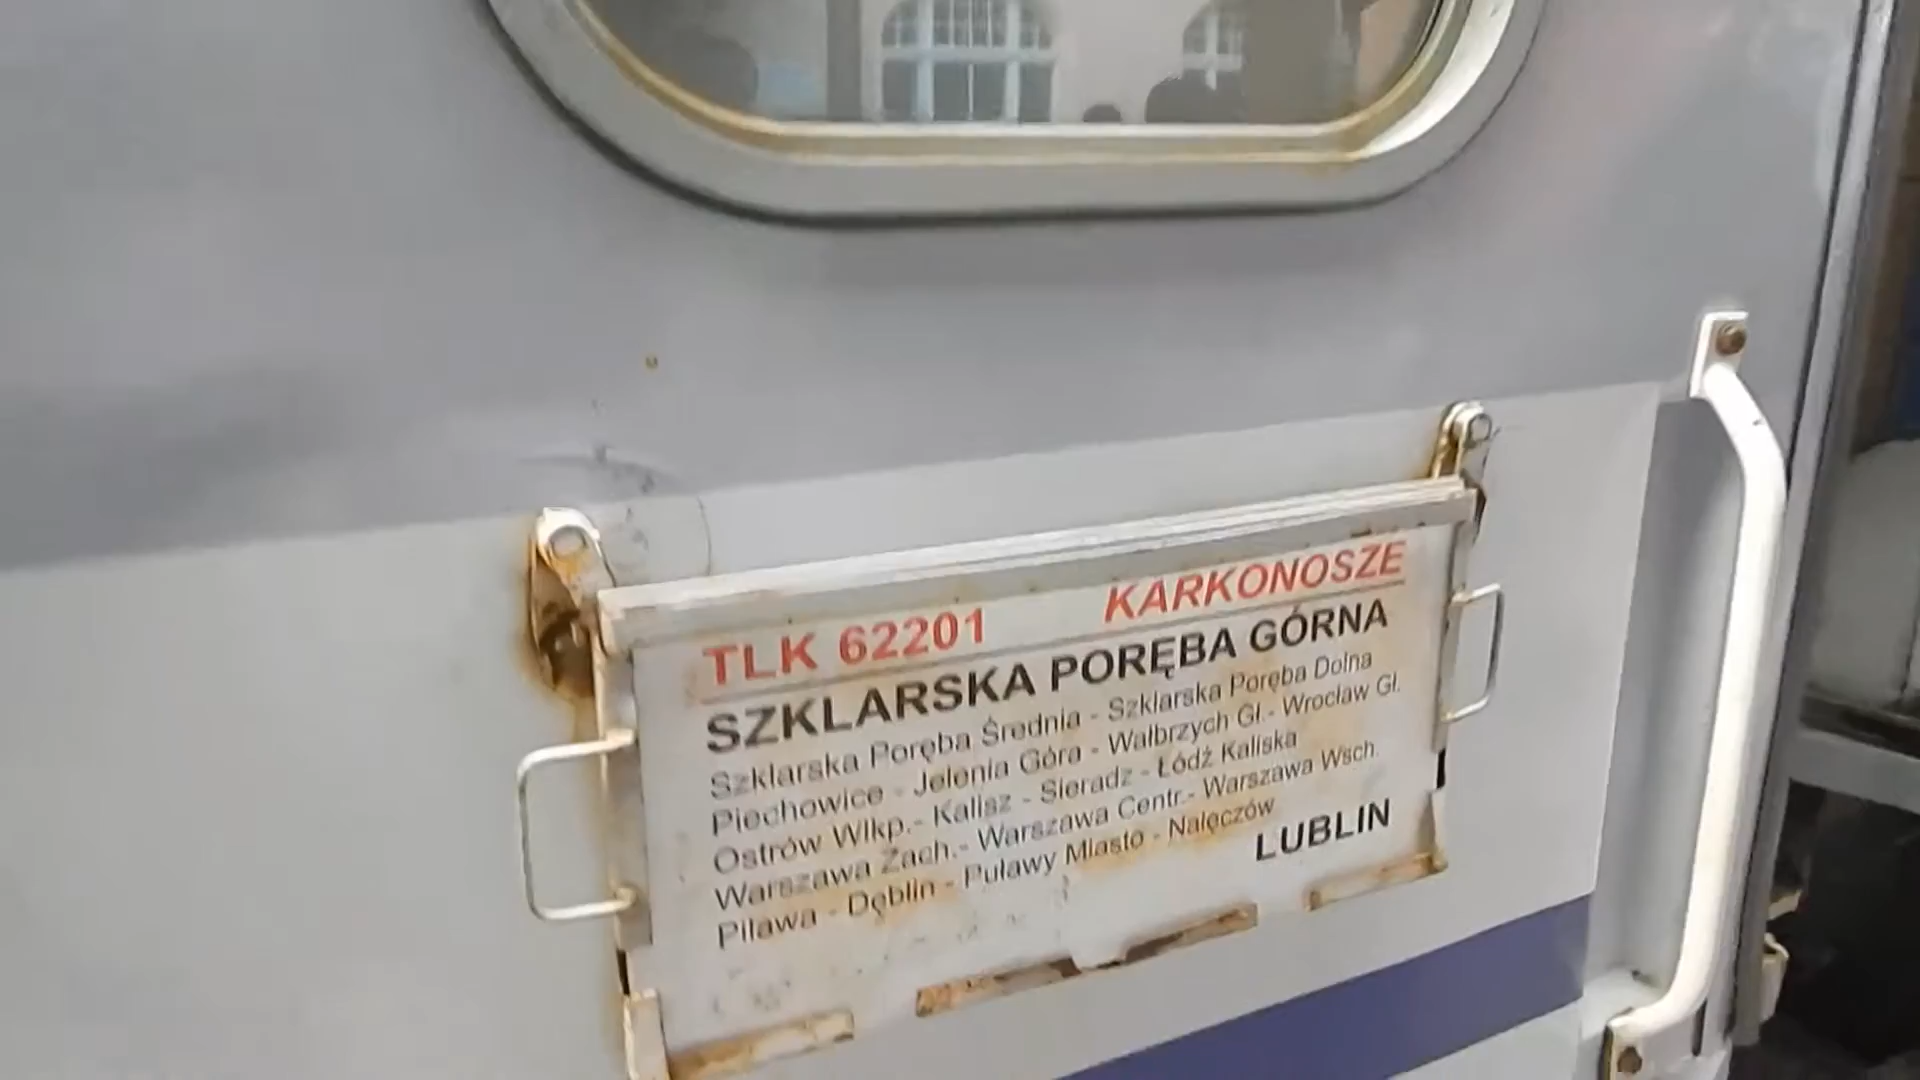 TLK 62201 KARKONOSZE
SZKLARSKA PORĘBA GÓRNA
Szklarska Poręba Średnia - Szklarska Poręba Dolna
Piechowice - Jelenia Góra - Wałbrzych Gł.- Wrocław Gł.
Ostrów Wlkp.- Kalisz - Sieradz - Łódź Kaliska
Warszawa Zach.- Warszawa Centr.- Warszawa Wsch.
Pilawa - Dęblin - Puławy Miasto - Nałęczów
LUBLIN